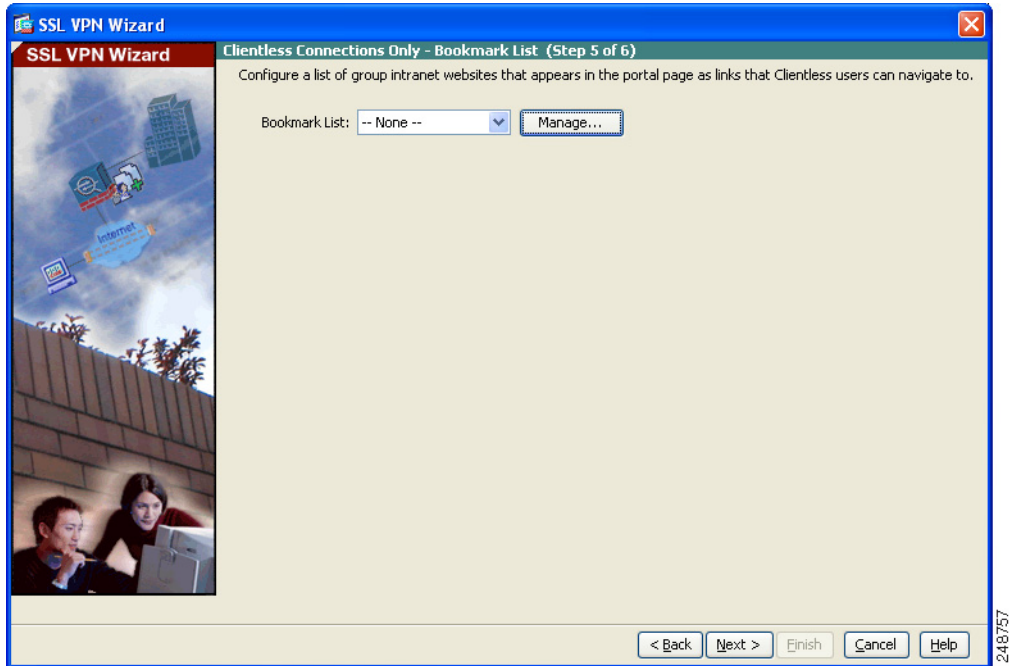 SSL VPN Wizard
SSL VPN Wizard
Clientless Connections Only - Bookmark List (Step 5 of 6)
Configure a list of group intranet websites that appears in the portal page as links that Clientless users can navigate to.
Bookmark List: -- None -- Manage...
Internet
< Back Next > Finish Cancel Help
248757